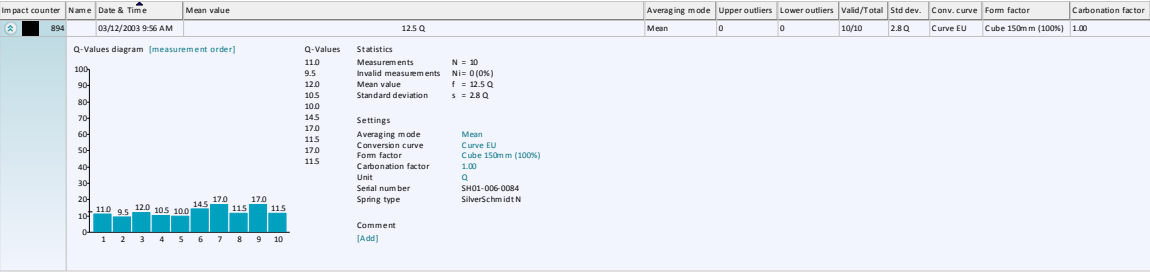 Impact counter Name Date & Time Mean value Averaging mode Upper outliers Lower outliers Valid/Total Std dev. Conv. curve Form factor Carbonation factor
894 03/12/2003 9:56 AM 12.5 Q Mean 0 0 10/10 2.8 Q Curve EU Cube 150mm (100%) 1.00
Q-Values diagram [measurement order]
100
90
80
70
60
50
40
30
20
10
0
11.0 9.5 12.0 10.5 10.0 14.5 17.0 11.5 17.0 11.5
1 2 3 4 5 6 7 8 9 10
Q-Values
11.0
9.5
12.0
10.5
10.0
14.5
17.0
11.5
17.0
11.5
Statistics
Measurements N = 10
Invalid measurements Ni= 0 (0%)
Mean value f = 12.5 Q
Standard deviation s = 2.8 Q
Settings
Averaging mode Mean
Conversion curve Curve EU
Form factor Cube 150mm (100%)
Carbonation factor 1.00
Unit Q
Serial number SH01-006-0084
Spring type SilverSchmidt N
Comment
[Add]